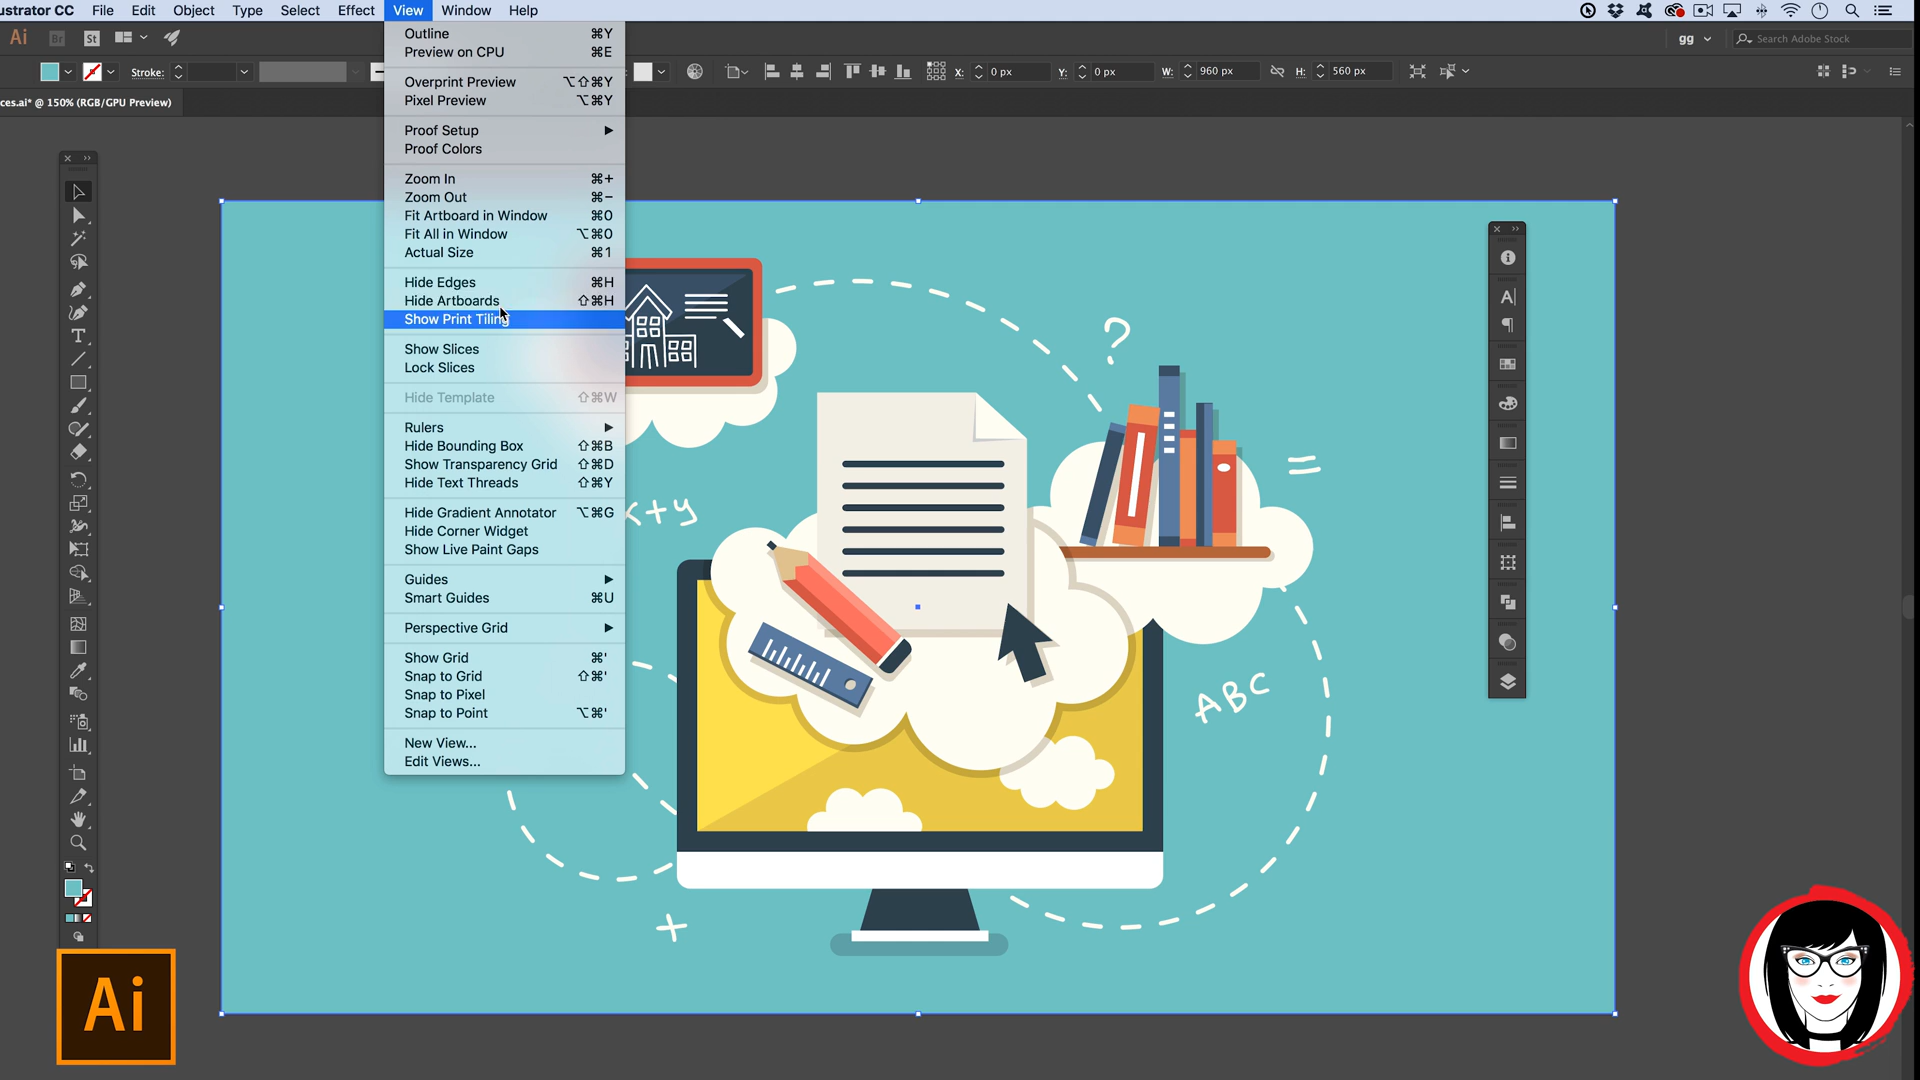 ustrator CC File Edit Object Type Select Effect View Window Help
Ai Br St gg Search Adobe Stock
Stroke: X: 0 px Y: 0 px W: 960 px H: 560 px
ces.ai* @ 150% (RGB/GPU Preview)
Outline ⌘Y
Preview on CPU ⌘E
Overprint Preview ⌥⇧⌘Y
Pixel Preview ⌥⌘Y
Proof Setup
Proof Colors
Zoom In ⌘+
Zoom Out ⌘−
Fit Artboard in Window ⌘0
Fit All in Window ⌥⌘0
Actual Size ⌘1
Hide Edges ⌘H
Hide Artboards ⇧⌘H
Show Print Tiling
Show Slices
Lock Slices
Hide Template ⇧⌘W
Rulers
Hide Bounding Box ⇧⌘B
Show Transparency Grid ⇧⌘D
Hide Text Threads ⇧⌘Y
Hide Gradient Annotator ⌥⌘G
Hide Corner Widget
Show Live Paint Gaps
Guides
Smart Guides ⌘U
Perspective Grid
Show Grid ⌘'
Snap to Grid ⇧⌘'
Snap to Pixel
Snap to Point ⌥⌘'
New View...
Edit Views...
?
=
x+y
ABC
+
Ai